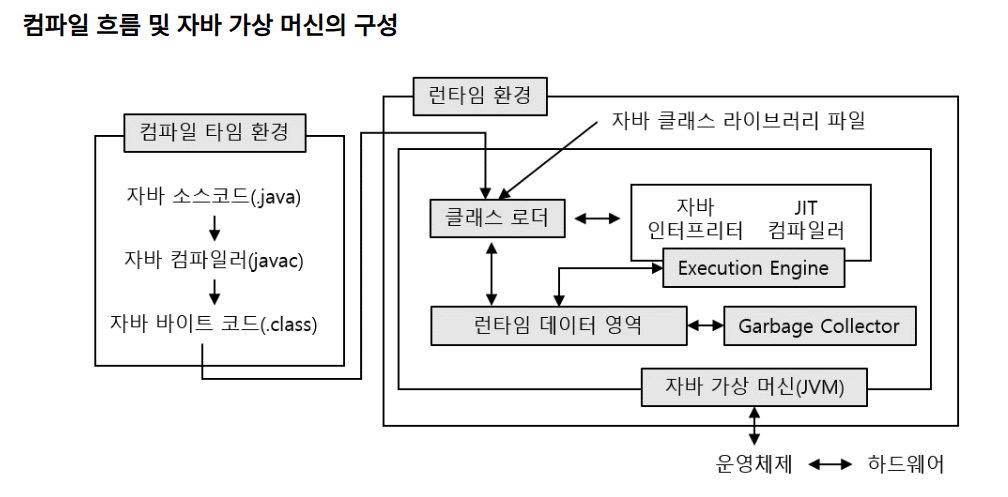 컴파일 흐름 및 자바 가상 머신의 구성
런타임 환경
컴파일 타임 환경
자바 클래스 라이브러리 파일
자바 소스코드(.java)
자바 컴파일러(javac)
자바 바이트 코드(.class)
클래스 로더
자바
인터프리터
JIT
컴파일러
Execution Engine
런타임 데이터 영역
Garbage Collector
자바 가상 머신(JVM)
운영체제
하드웨어